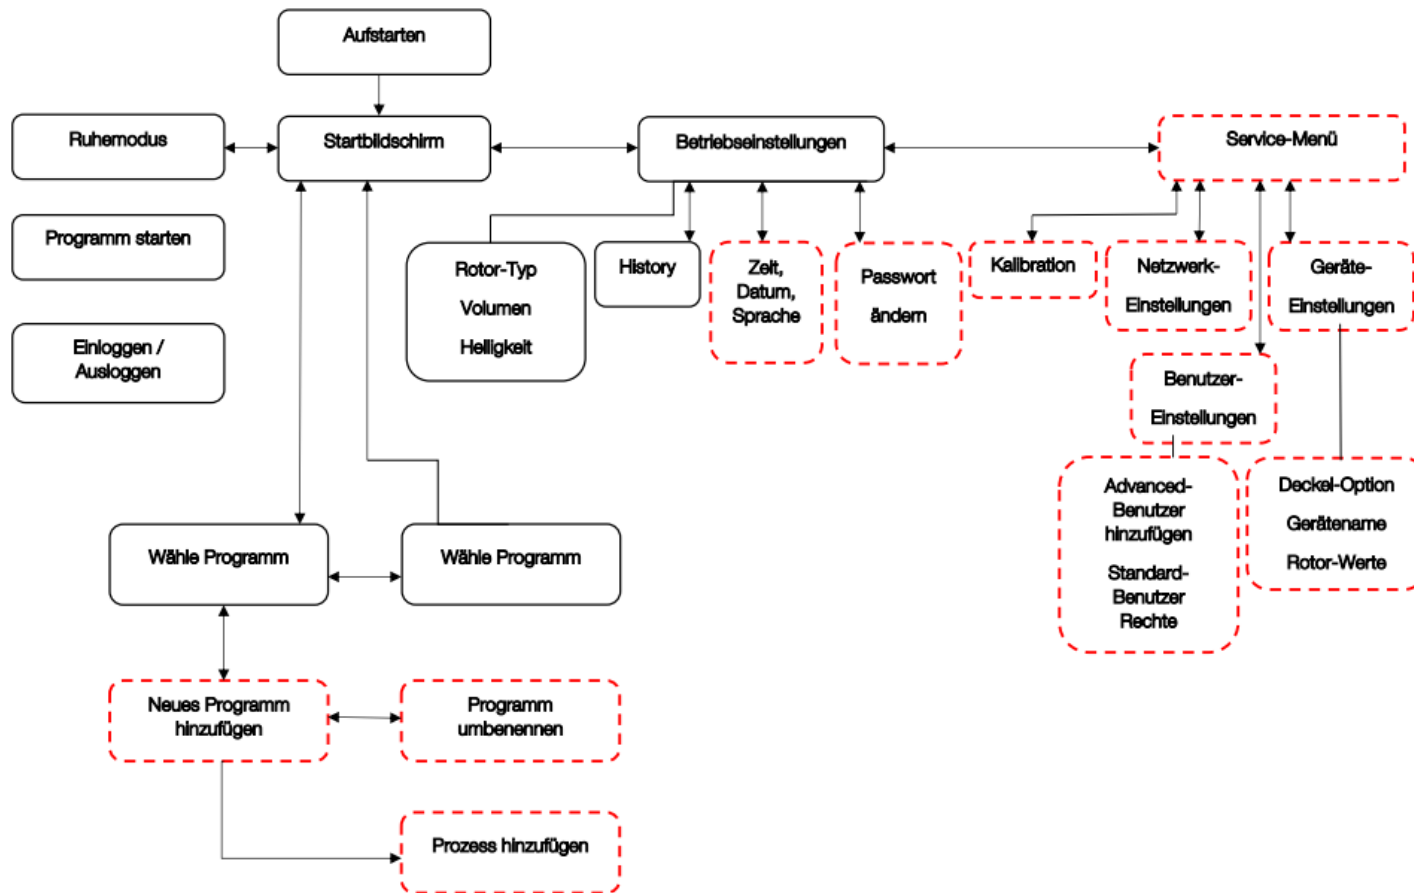 Aufstarten
Ruhemodus
Startbildschirm
Betriebseinstellungen
Service-Menü
Programm starten
Einloggen /
Ausloggen
Rotor-Typ
Volumen
Helligkeit
History
Zeit,
Datum,
Sprache
Passwort
ändern
Kalibration
Netzwerk-
Einstellungen
Geräte-
Einstellungen
Benutzer-
Einstellungen
Advanced-
Benutzer
hinzufügen
Standard-
Benutzer
Rechte
Deckel-Option
Gerätename
Rotor-Werte
Wähle Programm
Wähle Programm
Neues Programm
hinzufügen
Programm
umbenennen
Prozess hinzufügen